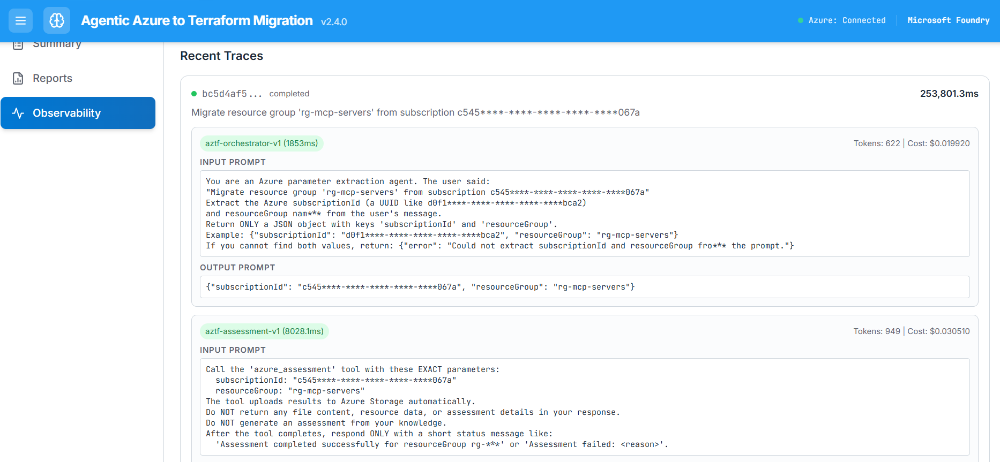 Agentic Azure to Terraform Migration v2.4.0
Azure: Connected
Microsoft Foundry
Summary
Reports
Observability
Recent Traces
bc5d4af5... completed
253,801.3ms
Migrate resource group 'rg-mcp-servers' from subscription c545****-****-****-****-****067a
aztf-orchestrator-v1 (1853ms)
Tokens: 622 | Cost: $0.019920
INPUT PROMPT
You are an Azure parameter extraction agent. The user said:
"Migrate resource group 'rg-mcp-servers' from subscription c545****-****-****-****-****067a"
Extract the Azure subscriptionId (a UUID like d0f1****-****-****-****-****bca2)
and resourceGroup nam*** from the user's message.
Return ONLY a JSON object with keys 'subscriptionId' and 'resourceGroup'.
Example: {"subscriptionId": "d0f1****-****-****-****-****bca2", "resourceGroup": "rg-mcp-servers"}
If you cannot find both values, return: {"error": "Could not extract subscriptionId and resourceGroup fro*** the prompt."}
OUTPUT PROMPT
{"subscriptionId": "c545****-****-****-****-****067a", "resourceGroup": "rg-mcp-servers"}
aztf-assessment-v1 (8028.1ms)
Tokens: 949 | Cost: $0.030510
INPUT PROMPT
Call the 'azure_assessment' tool with these EXACT parameters:
subscriptionId: "c545****-****-****-****-****067a"
resourceGroup: "rg-mcp-servers"
The tool uploads results to Azure Storage automatically.
Do NOT return any file content, resource data, or assessment details in your response.
Do NOT generate an assessment from your knowledge.
After the tool completes, respond ONLY with a short status message like:
'Assessment completed successfully for resourceGroup rg-***' or 'Assessment failed: <reason>'.